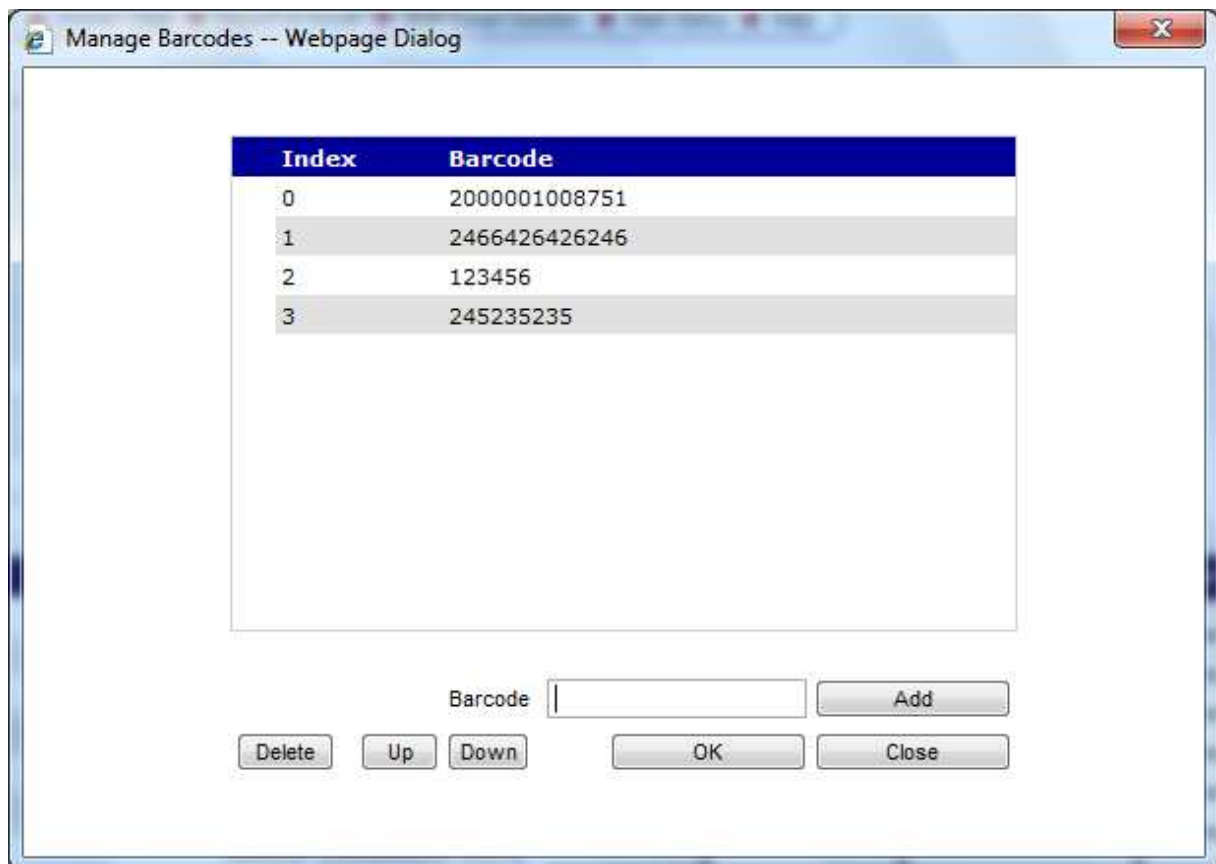 Manage Barcodes -- Webpage Dialog
Index Barcode
0 2000001008751
1 2466426426246
2 123456
3 245235235
Barcode Add
Delete Up Down OK Close